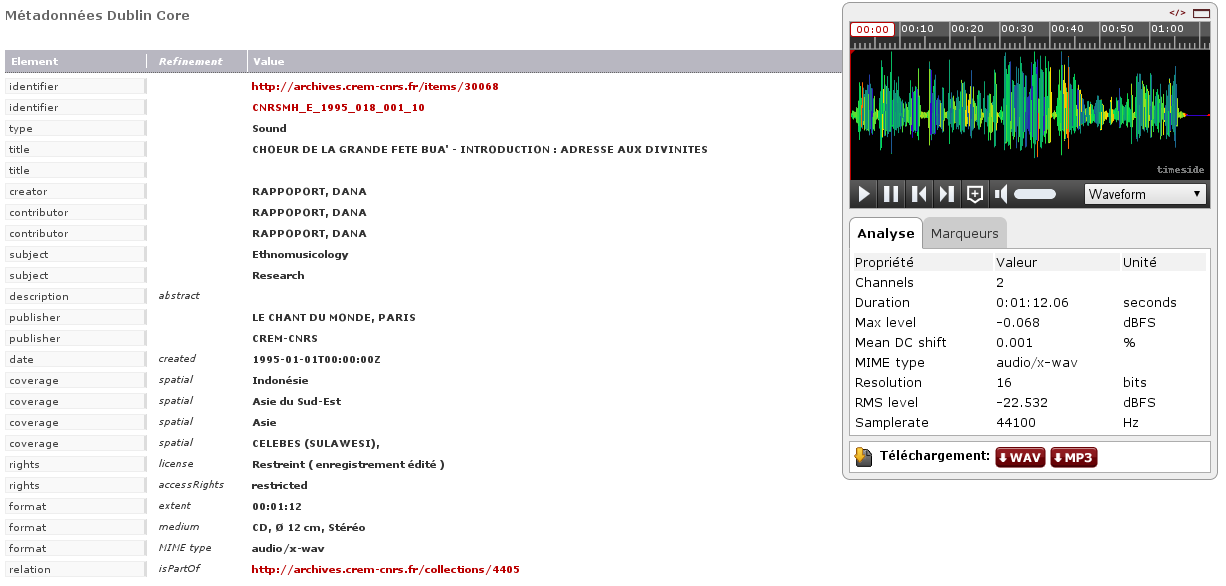 Métadonnées Dublin Core
Element Refinement Value
identifier http://archives.crem-cnrs.fr/items/30068
identifier CNRSMH_E_1995_018_001_10
type Sound
title CHOEUR DE LA GRANDE FETE BUA' - INTRODUCTION : ADRESSE AUX DIVINITES
title
creator RAPPOPORT, DANA
contributor RAPPOPORT, DANA
contributor RAPPOPORT, DANA
subject Ethnomusicology
subject Research
description abstract
publisher LE CHANT DU MONDE, PARIS
publisher CREM-CNRS
date created 1995-01-01T00:00:00Z
coverage spatial Indonésie
coverage spatial Asie du Sud-Est
coverage spatial Asie
coverage spatial CELEBES (SULAWESI),
rights license Restreint ( enregistrement édité )
rights accessRights restricted
format extent 00:01:12
format medium CD, Ø 12 cm, Stéréo
format MIME type audio/x-wav
relation isPartOf http://archives.crem-cnrs.fr/collections/4405
</>
00:00 00:10 00:20 00:30 00:40 00:50 01:00
timeside
Waveform
Analyse Marqueurs
Propriété Valeur Unité
Channels 2
Duration 0:01:12.06 seconds
Max level -0.068 dBFS
Mean DC shift 0.001 %
MIME type audio/x-wav
Resolution 16 bits
RMS level -22.532 dBFS
Samplerate 44100 Hz
Téléchargement: WAV MP3